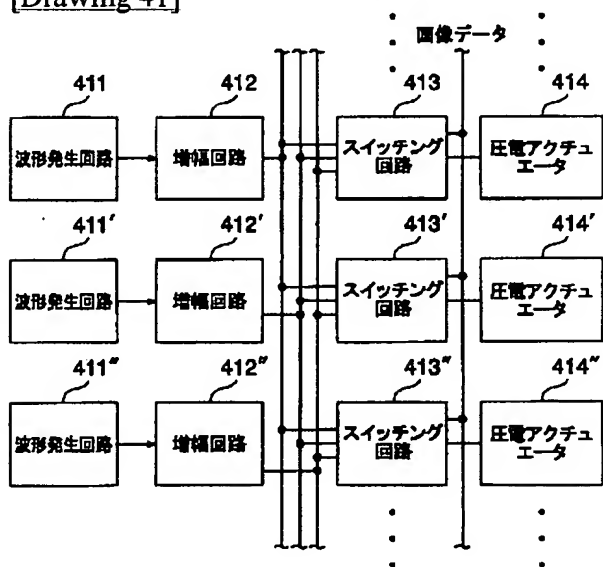 [Drawing 41]
画像データ
411
412
413
414
波形発生回路
増幅回路
スイッチング
回路
圧電アクチュ
エータ
411'
412'
413'
414'
波形発生回路
増幅回路
スイッチング
回路
圧電アクチュ
エータ
411"
412"
413"
414"
波形発生回路
増幅回路
スイッチング
回路
圧電アクチュ
エータ